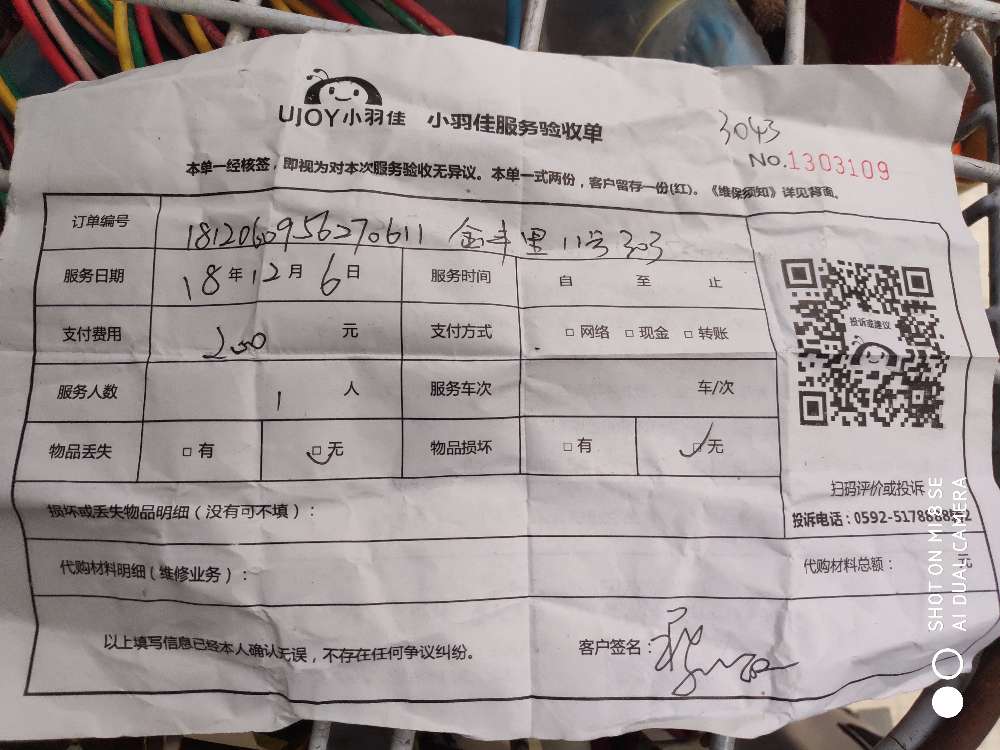 UJOY小羽佳 小羽佳服务验收单
3043
No.1303109
本单一经核签，即视为对本次服务验收无异议。本单一式两份，客户留存一份(红)。《维保须知》详见背面。
订单编号 181206095627061 1 金丰里11号303
服务日期 18年12月6日 服务时间 自 至 止
支付费用 200 元 支付方式 □网络 □现金 □转账
服务人数 1 人 服务车次 车/次
物品丢失 □有 □无 物品损坏 □有 □无
投诉或建议
扫码评价或投诉
投诉电话：0592-5178888
损坏或丢失物品明细（没有可不填）：
代购材料明细（维修业务）： 代购材料总额： 元
以上填写信息已经本人确认无误，不存在任何争议纠纷。 客户签名：
SHOT ON MI 8 SE
AI DUAL CAMERA